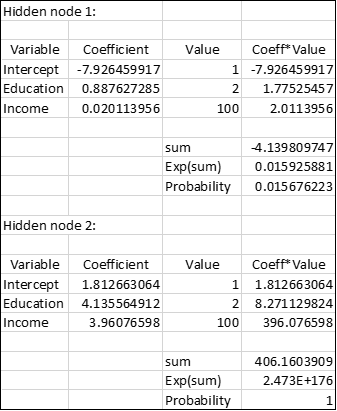 Hidden node 1:
Variable Coefficient Value Coeff*Value
Intercept -7.926459917 1 -7.926459917
Education 0.887627285 2 1.77525457
Income 0.020113956 100 2.0113956
sum -4.139809747
Exp(sum) 0.015925881
Probability 0.015676223
Hidden node 2:
Variable Coefficient Value Coeff*Value
Intercept 1.812663064 1 1.812663064
Education 4.135564912 2 8.271129824
Income 3.96076598 100 396.076598
sum 406.1603909
Exp(sum) 2.473E+176
Probability 1